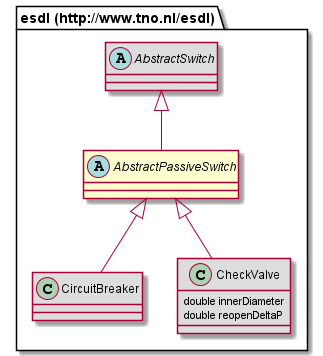 esdl (http://www.tno.nl/esdl)
A AbstractSwitch
A AbstractPassiveSwitch
C CircuitBreaker
C CheckValve
double innerDiameter
double reopenDeltaP